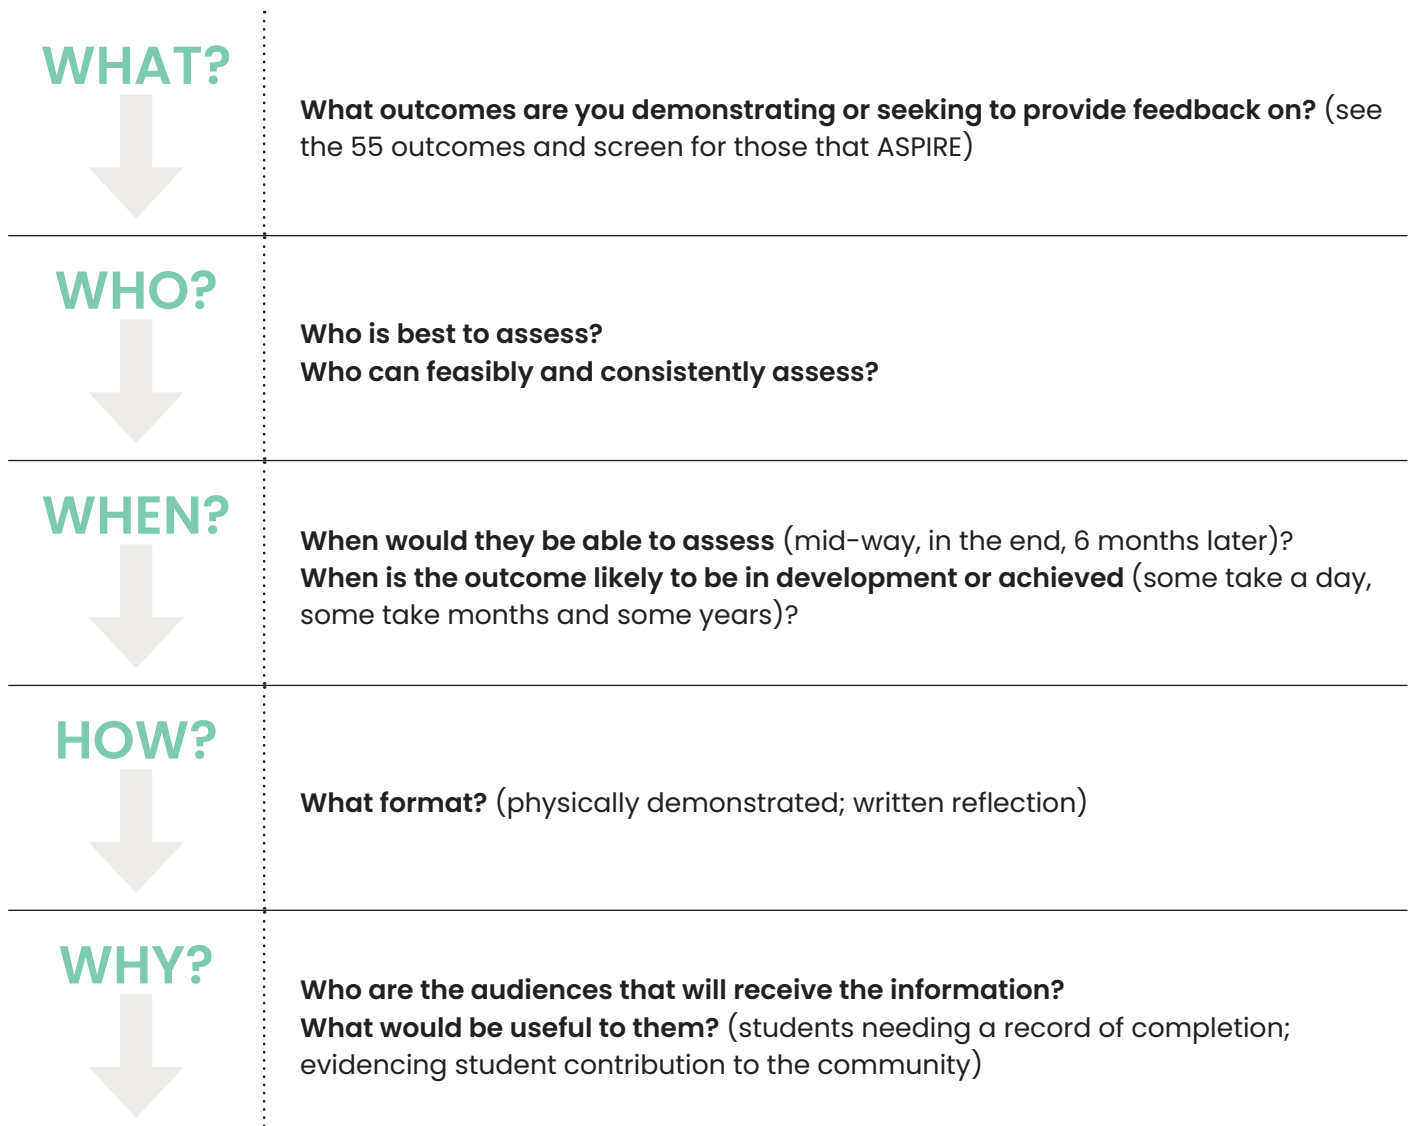 WHAT?
What outcomes are you demonstrating or seeking to provide feedback on? (see
the 55 outcomes and screen for those that ASPIRE)
WHO?
Who is best to assess?
Who can feasibly and consistently assess?
WHEN?
When would they be able to assess (mid-way, in the end, 6 months later)?
When is the outcome likely to be in development or achieved (some take a day,
some take months and some years)?
HOW?
What format? (physically demonstrated; written reflection)
WHY?
Who are the audiences that will receive the information?
What would be useful to them? (students needing a record of completion;
evidencing student contribution to the community)